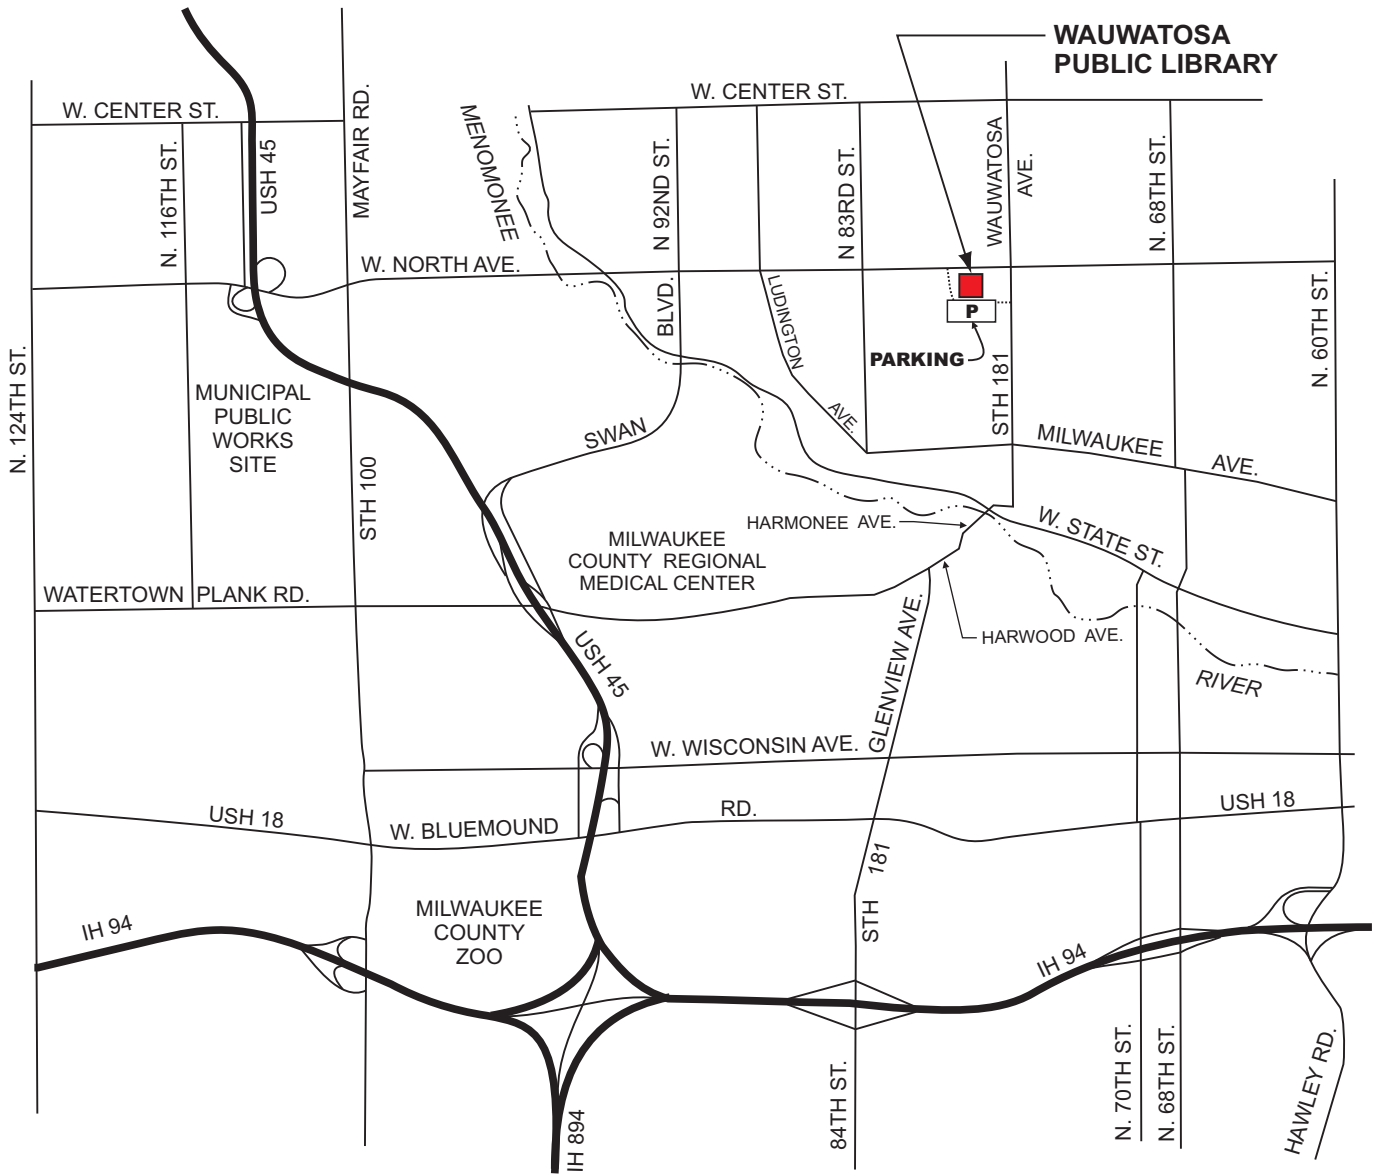 WAUWATOSA
PUBLIC LIBRARY
W. CENTER ST.
W. CENTER ST.
MAYFAIR RD.
MENOMONEE
WAUWATOSA
AVE.
N. 116TH ST.
USH 45
N 92ND ST.
N 83RD ST.
N. 68TH ST.
W. NORTH AVE.
BLVD.
LUDINGTON
AVE.
P
PARKING
STH 181
N. 60TH ST.
N. 124TH ST.
MUNICIPAL
PUBLIC
WORKS
SITE
SWAN
MILWAUKEE
AVE.
STH 100
HARMONEE AVE.
W. STATE ST.
MILWAUKEE
COUNTY REGIONAL
MEDICAL CENTER
WATERTOWN PLANK RD.
USH 45
GLENVIEW AVE.
HARWOOD AVE.
RIVER
W. WISCONSIN AVE.
USH 18
W. BLUEMOUND
RD.
USH 18
181
STH
MILWAUKEE
COUNTY
ZOO
IH 94
IH 94
IH 894
84TH ST.
N. 70TH ST.
N. 68TH ST.
HAWLEY RD.